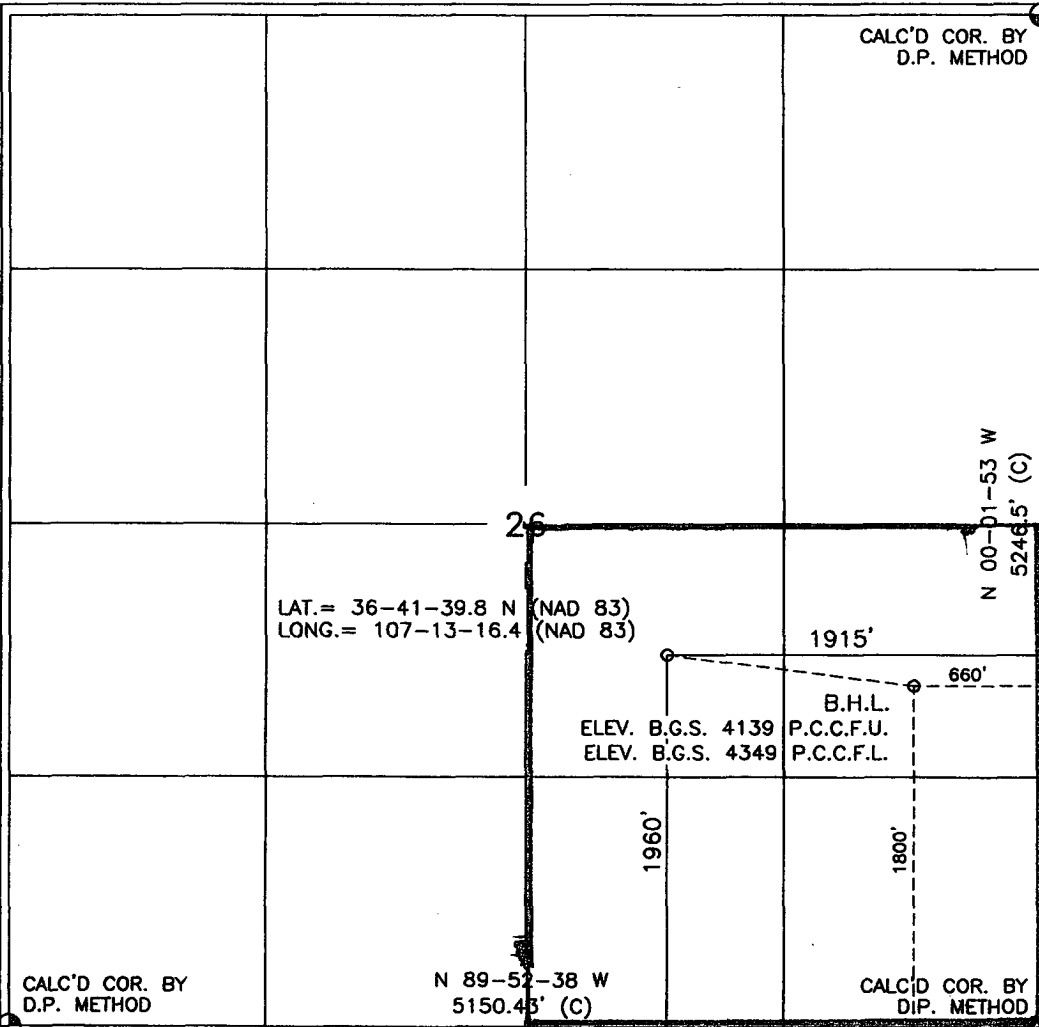 CALC'D COR. BY
D.P. METHOD
N 00-01-53 W
5246.5' (C)
26
LAT.= 36-41-39.8 N (NAD 83)
LONG.= 107-13-16.4 (NAD 83)
1915'
660'
B.H.L.
ELEV. B.G.S. 4139 P.C.C.F.U.
ELEV. B.G.S. 4349 P.C.C.F.L.
1960'
1800'
CALC'D COR. BY
D.P. METHOD
N 89-52-38 W
5150.43' (C)
CALC'D COR. BY
DIP. METHOD